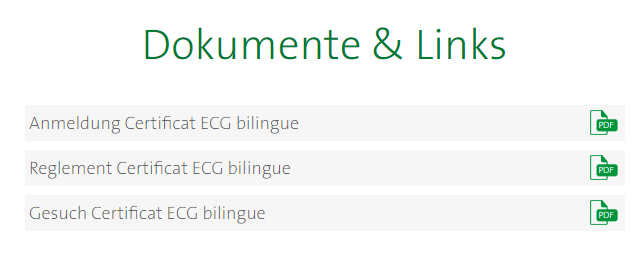 Dokumente & Links
Anmeldung Certificat ECG bilingue
PDF
Reglement Certificat ECG bilingue
PDF
Gesuch Certificat ECG bilingue
PDF